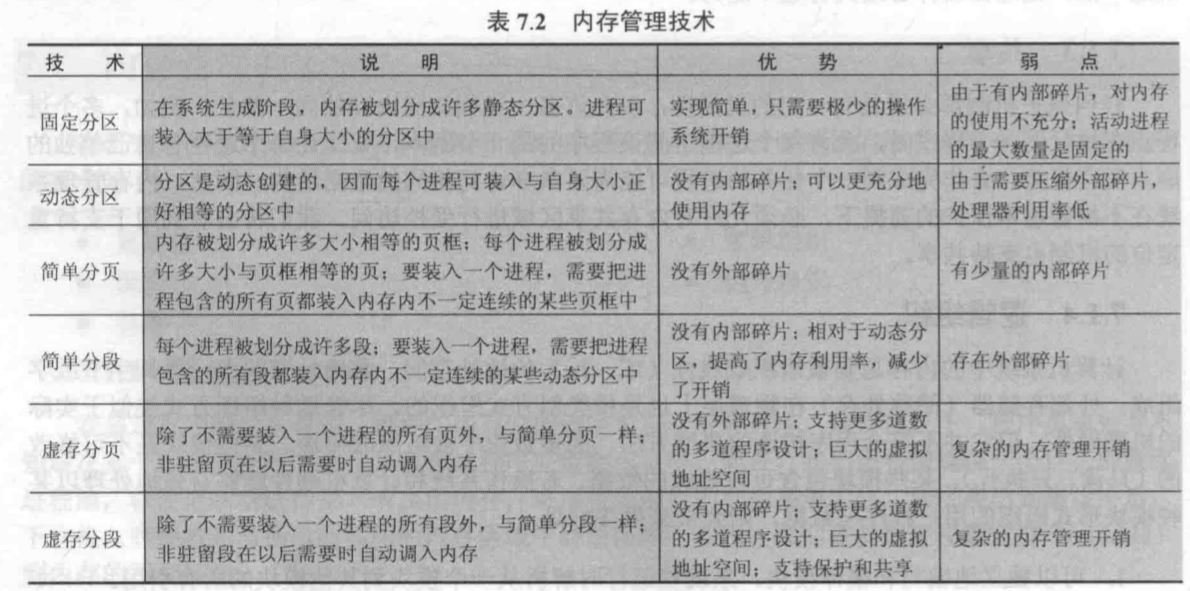 表 7.2 内存管理技术
技 术 说 明 优 势 弱 点
固定分区
在系统生成阶段，内存被划分成许多静态分区。进程可
装入大于等于自身大小的分区中
实现简单，只需要极少的操作
系统开销
由于有内部碎片，对内存
的使用不充分；活动进程
的最大数量是固定的
动态分区
分区是动态创建的，因而每个进程可装入与自身大小正
好相等的分区中
没有内部碎片；可以更充分地
使用内存
由于需要压缩外部碎片，
处理器利用率低
简单分页
内存被划分成许多大小相等的页框；每个进程被划分成
许多大小与页框相等的页；要装入一个进程，需要把进
程包含的所有页都装入内存内不一定连续的某些页框中
没有外部碎片
有少量的内部碎片
简单分段
每个进程被划分成许多段；要装入一个进程，需要把进程
包含的所有段都装入内存内不一定连续的某些动态分区中
没有内部碎片；相对于动态分
区，提高了内存利用率，减少
了开销
存在外部碎片
虚存分页
除了不需要装入一个进程的所有页外，与简单分页一样；
非驻留页在以后需要时自动调入内存
没有外部碎片；支持更多道数
的多道程序设计；巨大的虚拟
地址空间
复杂的内存管理开销
虚存分段
除了不需要装入一个进程的所有段外，与简单分段一样；
非驻留段在以后需要时自动调入内存
没有内部碎片；支持更多道数
的多道程序设计；巨大的虚拟
地址空间；支持保护和共享
复杂的内存管理开销